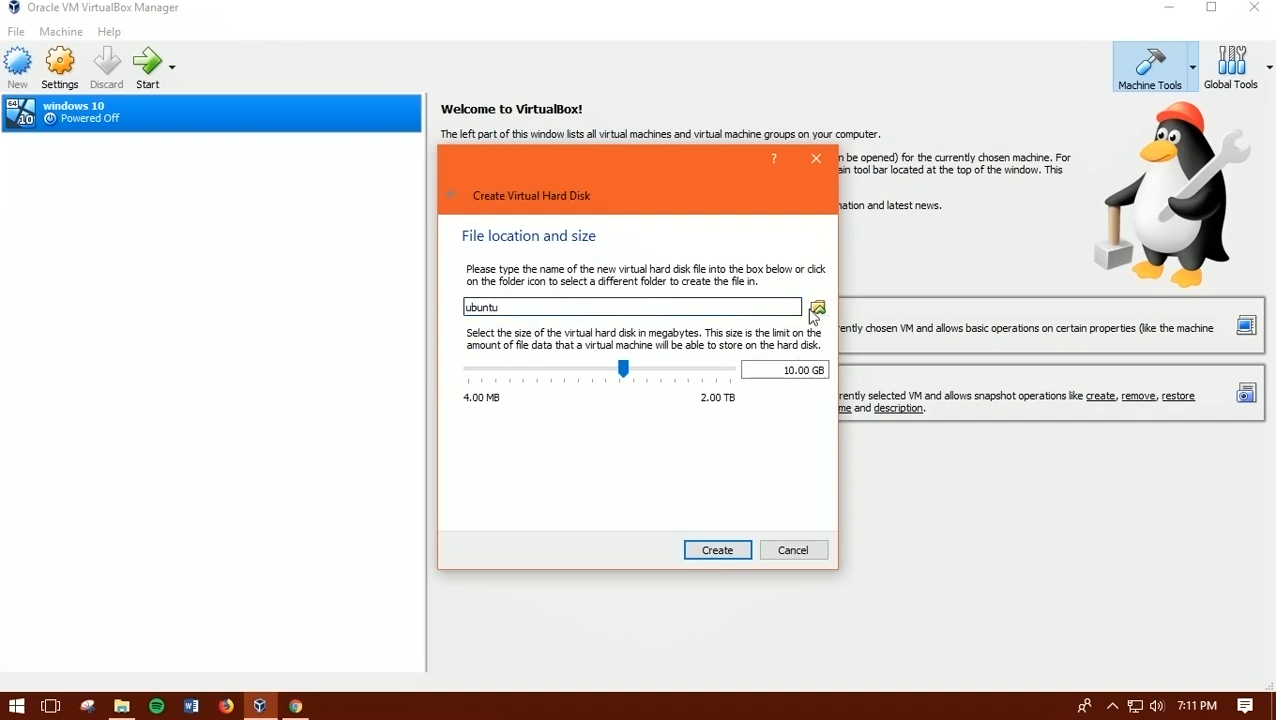 Oracle VM VirtualBox Manager
File Machine Help
New Settings Discard Start
Machine Tools Global Tools
64
10
windows 10
Powered Off
Welcome to VirtualBox!
The left part of this window lists all virtual machines and virtual machine groups on your computer.
n be opened) for the currently chosen machine. For
ain tool bar located at the top of the window. This
nation and latest news.
?
Create Virtual Hard Disk
File location and size
Please type the name of the new virtual hard disk file into the box below or click
on the folder icon to select a different folder to create the file in.
ubuntu
Select the size of the virtual hard disk in megabytes. This size is the limit on the
amount of file data that a virtual machine will be able to store on the hard disk.
10.00 GB
4.00 MB 2.00 TB
Create Cancel
rently chosen VM and allows basic operations on certain properties (like the machine
rently selected VM and allows snapshot operations like create, remove, restore
me and description.
7:11 PM